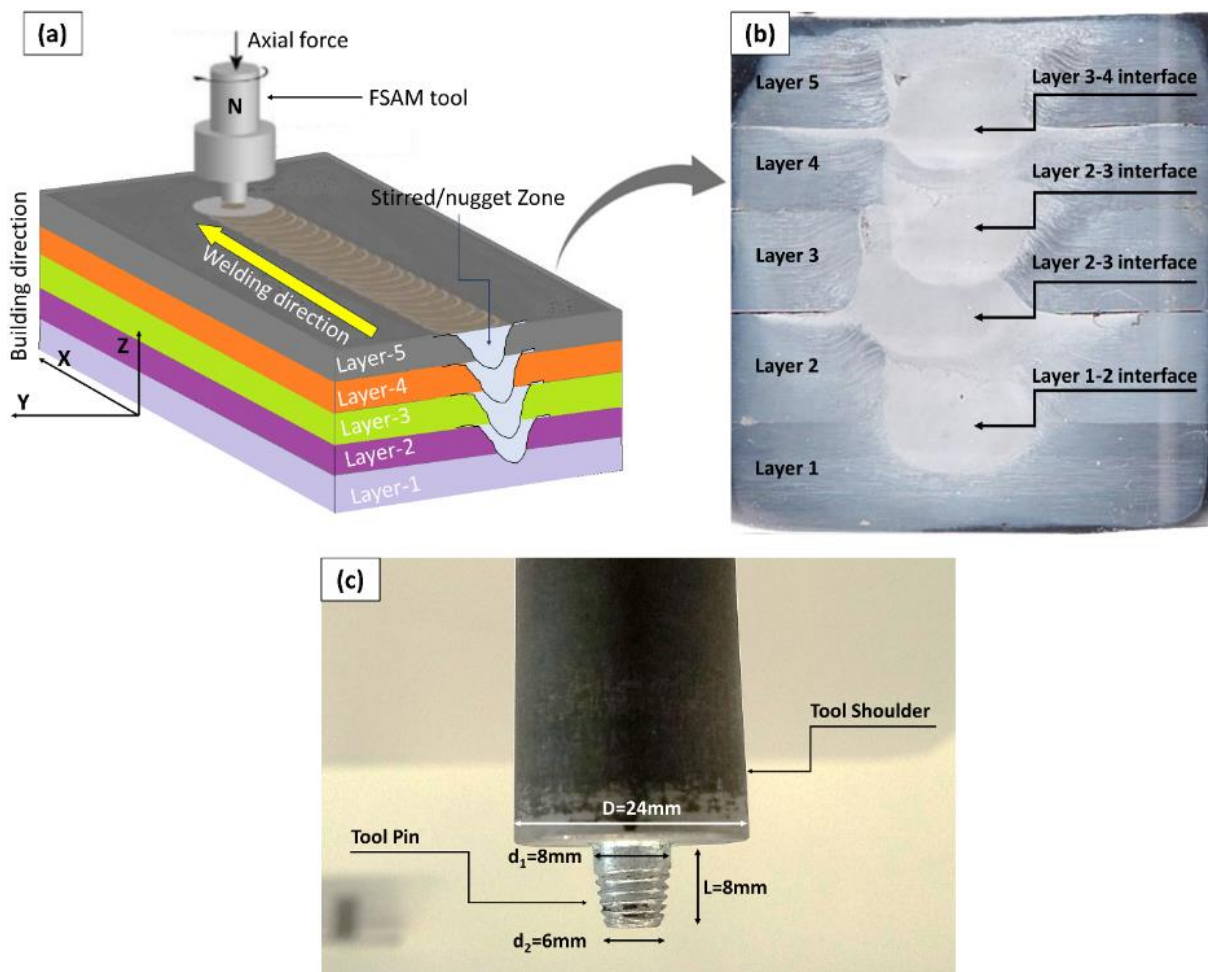 (a)
Axial force
N
FSAM tool
Stirred/nugget Zone
Welding direction
Building direction
Z
X
Y
Layer-5
Layer-4
Layer-3
Layer-2
Layer-1
(b)
Layer 5
Layer 3-4 interface
Layer 4
Layer 2-3 interface
Layer 3
Layer 2-3 interface
Layer 2
Layer 1-2 interface
Layer 1
(c)
Tool Shoulder
D=24mm
Tool Pin
d₁=8mm
L=8mm
d₂=6mm